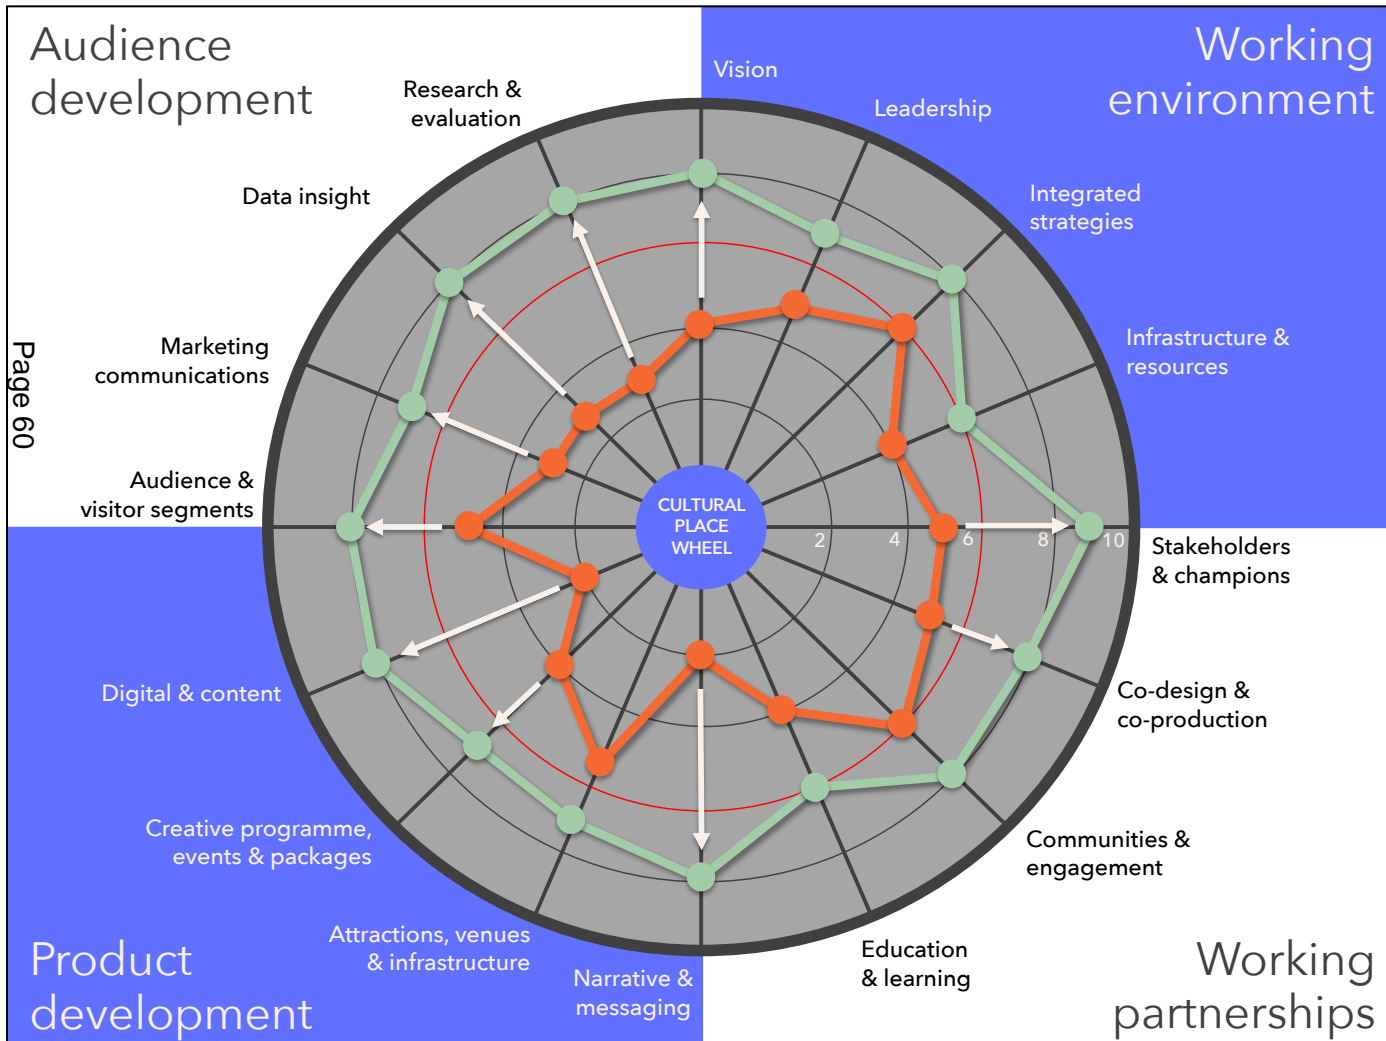 Audience
development
Working
environment
Vision
Leadership
Research &
evaluation
Integrated
strategies
Data insight
Infrastructure &
resources
Marketing
communications
Page 60
Audience &
visitor segments
CULTURAL
PLACE
WHEEL
2 4 6 8 10
Stakeholders
& champions
Digital & content
Co-design &
co-production
Creative programme,
events & packages
Communities &
engagement
Attractions, venues
& infrastructure
Narrative &
messaging
Education
& learning
Product
development
Working
partnerships